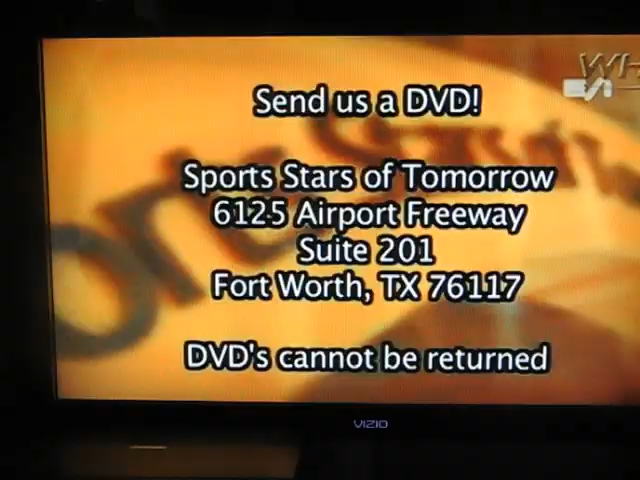 Wh
Send us a DVD!
Sports Stars of Tomorrow
6125 Airport Freeway
Suite 201
Fort Worth, TX 76117
DVD's cannot be returned
VIZIO